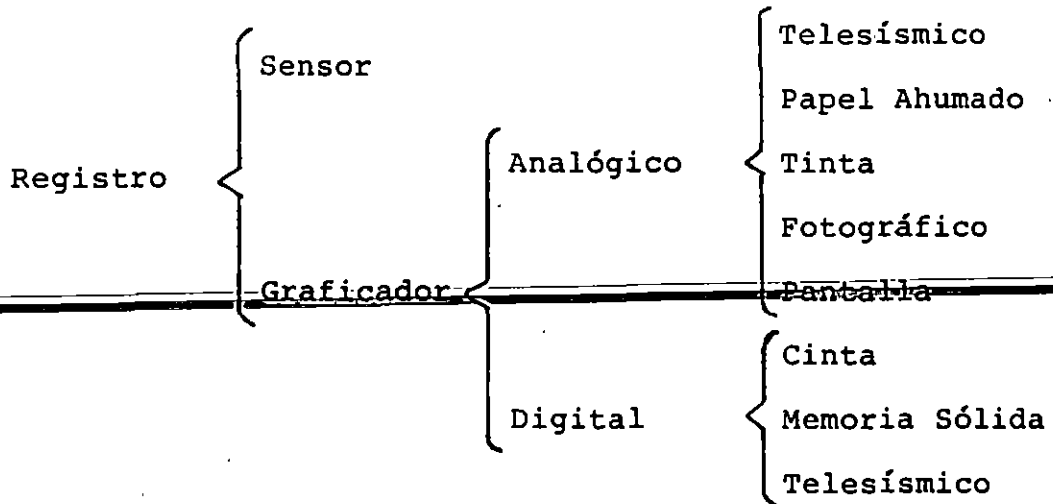 Telesísmico
Sensor
Papel Ahumado
Registro
Analógico
Tinta
Fotográfico
Graficador
Pantalla
Cinta
Digital
Memoria Sólida
Telesísmico